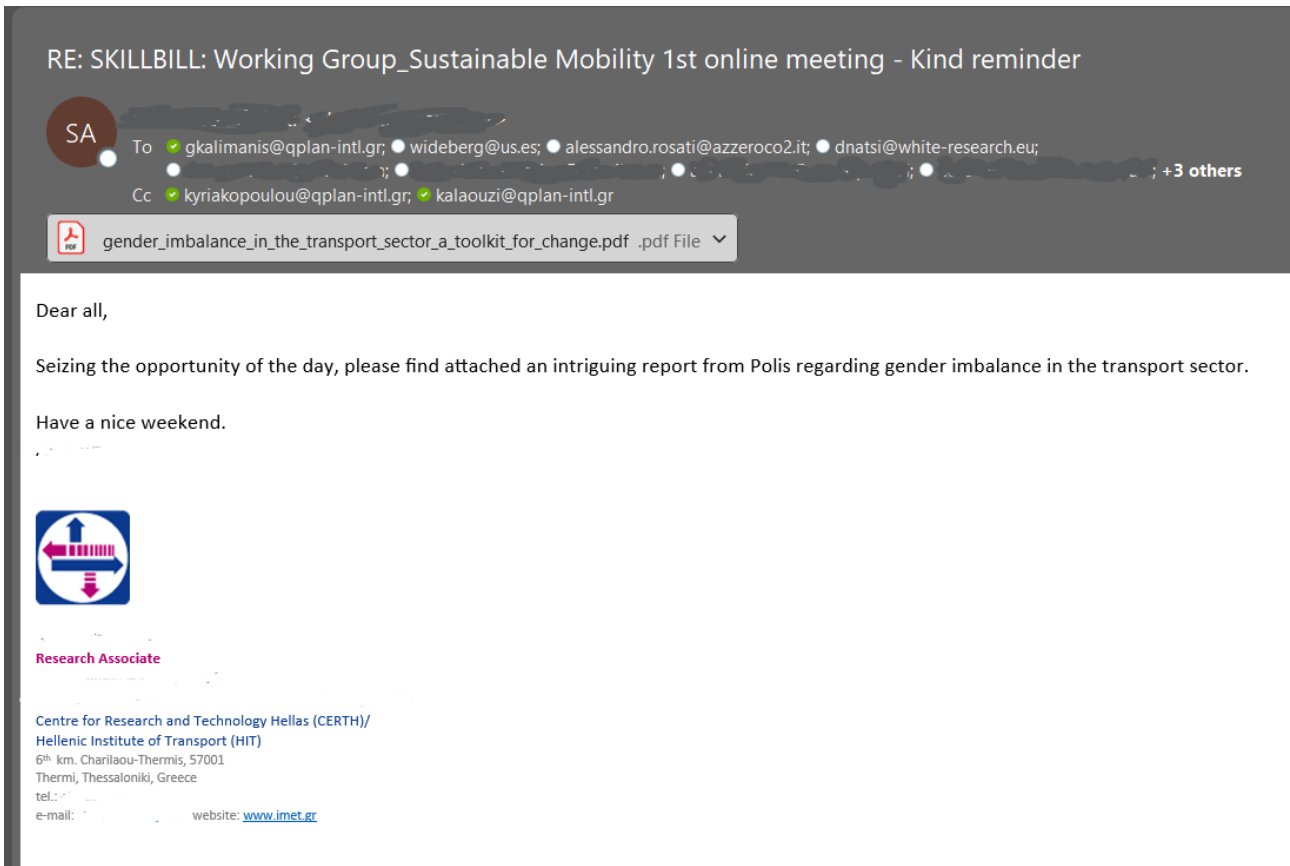 RE: SKILLBILL: Working Group_Sustainable Mobility 1st online meeting - Kind reminder
SA
To gkalimanis@qplan-intl.gr; wideberg@us.es; alessandro.rosati@azzeroco2.it; dnatsi@white-research.eu;
; ; ; ; +3 others
Cc kyriakopoulou@qplan-intl.gr; kalaouzi@qplan-intl.gr
PDF gender_imbalance_in_the_transport_sector_a_toolkit_for_change.pdf .pdf File
Dear all,
Seizing the opportunity of the day, please find attached an intriguing report from Polis regarding gender imbalance in the transport sector.
Have a nice weekend.
Research Associate
Centre for Research and Technology Hellas (CERTH)/
Hellenic Institute of Transport (HIT)
6th km. Charilaou-Thermis, 57001
Thermi, Thessaloniki, Greece
tel.:
e-mail: website: www.imet.gr